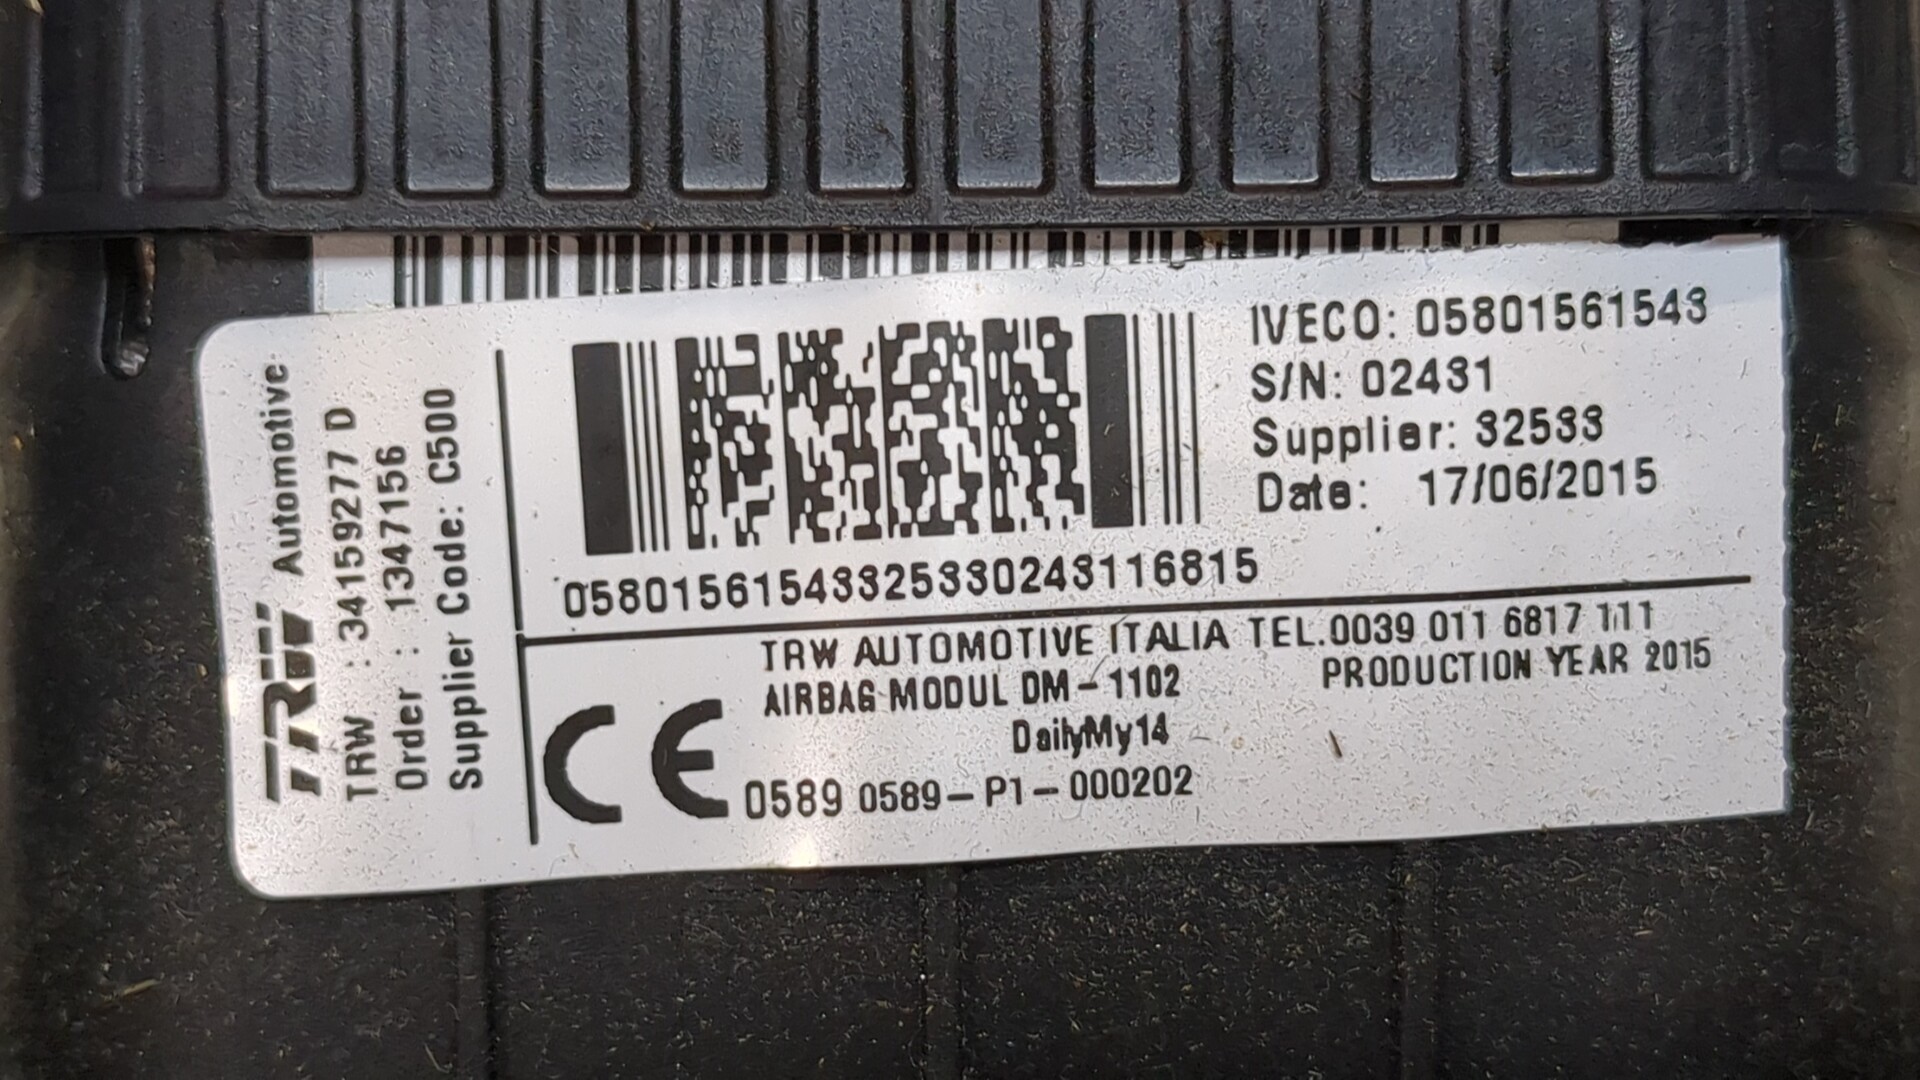 TRW Automotive
TRW : 34159277 D
Order : 1347156
Supplier Code: C500
IVECO: 05801561543
S/N: 02431
Supplier: 32533
Date: 17/06/2015
05801561543325330243116815
TRW AUTOMOTIVE ITALIA TEL.0039 011 6817 111
AIRBAG MODUL DM-1102 PRODUCTION YEAR 2015
DailyMy14
CE 0589 0589-P1-000202